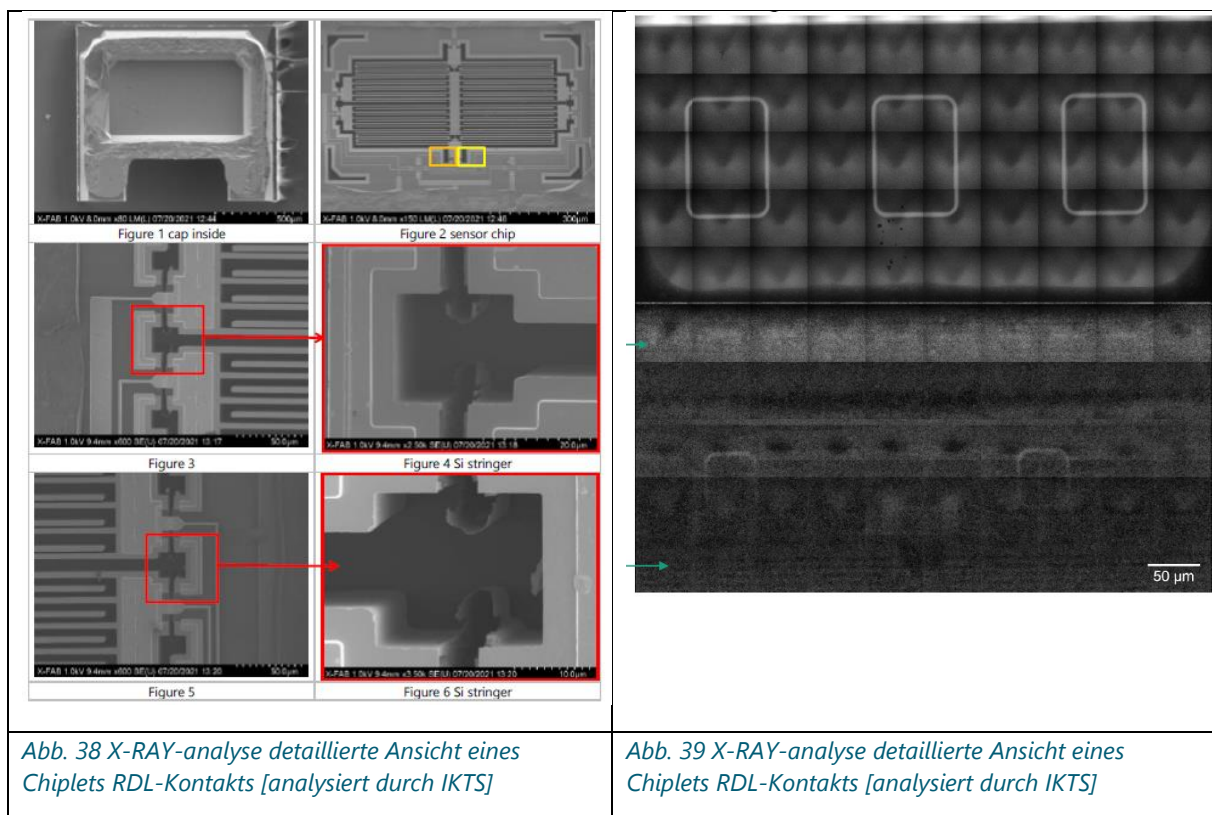 X-FAB 1.0kV 8.0mm x80 LM(L) 07/20/2021 12:44 500µm
X-FAB 1.0kV 8.0mm x150 LM(L) 07/20/2021 12:46 300µm
Figure 1 cap inside
Figure 2 sensor chip
X-FAB 1.0kV 9.4mm x600 SE(U) 07/20/2021 13:17 50.0µm
X-FAB 1.0kV 9.4mm x2.50k SE(U) 07/20/2021 13:18 20.0µm
Figure 3
Figure 4 Si stringer
X-FAB 1.0kV 9.4mm x600 SE(U) 07/20/2021 13:20 50.0µm
X-FAB 1.0kV 9.4mm x3.50k SE(U) 07/20/2021 13:20 10.0µm
Figure 5
Figure 6 Si stringer
50 µm
Abb. 38 X-RAY-analyse detaillierte Ansicht eines
Chiplets RDL-Kontakts [analysiert durch IKTS]
Abb. 39 X-RAY-analyse detaillierte Ansicht eines
Chiplets RDL-Kontakts [analysiert durch IKTS]